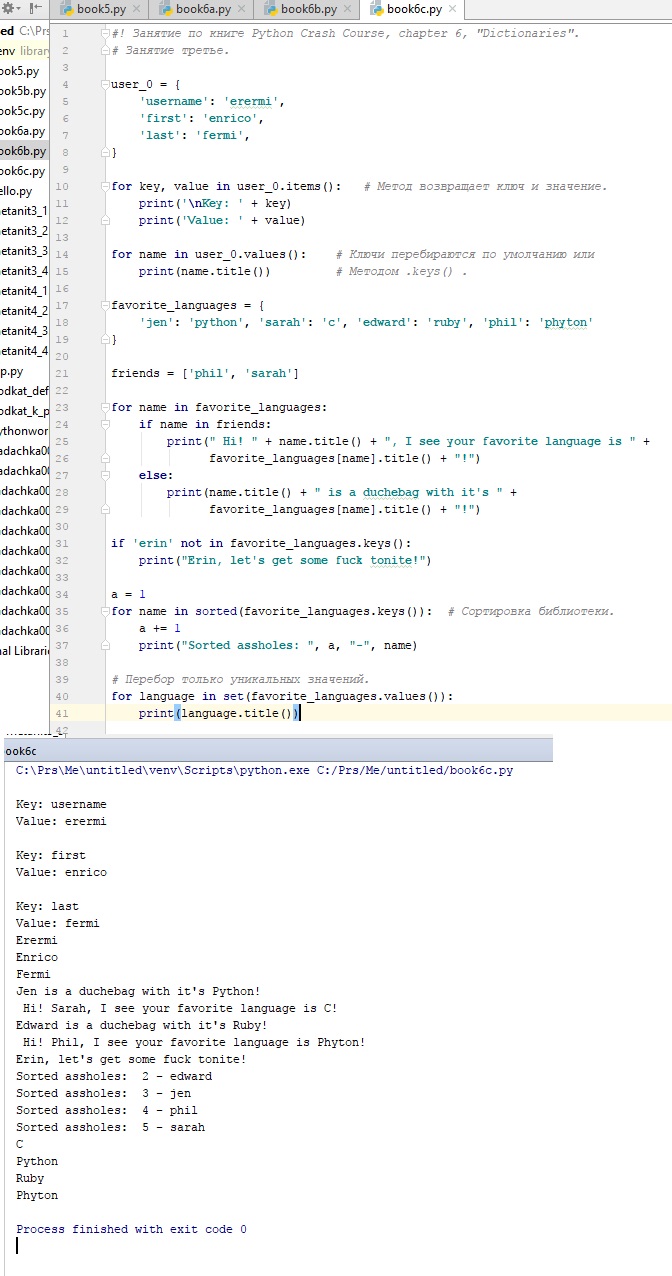 book5.py book6a.py book6b.py book6c.py
ed C:\Prs
env library
ook5.py
ook5b.py
ook5c.py
ook6a.py
ook6b.py
ook6c.py
ello.py
etanit3_1
etanit3_2
etanit3_3
etanit3_4
etanit4_1
etanit4_2
etanit4_3
etanit4_4
p.py
odkat_def
odkat_k_p
ythonwor
adachka00
adachka00
adachka00
adachka00
adachka00
adachka00
adachka00
adachka00
nal Librarie
1 #! Занятие по книге Python Crash Course, chapter 6, "Dictionaries".
2 # Занятие третье.
3
4 user_0 = {
5 'username': 'erermi',
6 'first': 'enrico',
7 'last': 'fermi',
8 }
9
10 for key, value in user_0.items(): # Метод возвращает ключ и значение.
11 print('\nKey: ' + key)
12 print('Value: ' + value)
13
14 for name in user_0.values(): # Ключи перебираются по умолчанию или
15 print(name.title()) # Методом .keys() .
16
17 favorite_languages = {
18 'jen': 'python', 'sarah': 'c', 'edward': 'ruby', 'phil': 'phyton'
19 }
20
21 friends = ['phil', 'sarah']
22
23 for name in favorite_languages:
24 if name in friends:
25 print(" Hi! " + name.title() + ", I see your favorite language is " +
26 favorite_languages[name].title() + "!")
27 else:
28 print(name.title() + " is a duchebag with it's " +
29 favorite_languages[name].title() + "!")
30
31 if 'erin' not in favorite_languages.keys():
32 print("Erin, let's get some fuck tonite!")
33
34 a = 1
35 for name in sorted(favorite_languages.keys()): # Сортировка библиотеки.
36 a += 1
37 print("Sorted assholes: ", a, "-", name)
38
39 # Перебор только уникальных значений.
40 for language in set(favorite_languages.values()):
41 print(language.title())
42
ook6c
C:\Prs\Me\untitled\venv\Scripts\python.exe C:/Prs/Me/untitled/book6c.py
Key: username
Value: erermi
Key: first
Value: enrico
Key: last
Value: fermi
Erermi
Enrico
Fermi
Jen is a duchebag with it's Python!
Hi! Sarah, I see your favorite language is C!
Edward is a duchebag with it's Ruby!
Hi! Phil, I see your favorite language is Phyton!
Erin, let's get some fuck tonite!
Sorted assholes: 2 - edward
Sorted assholes: 3 - jen
Sorted assholes: 4 - phil
Sorted assholes: 5 - sarah
C
Python
Ruby
Phyton
Process finished with exit code 0